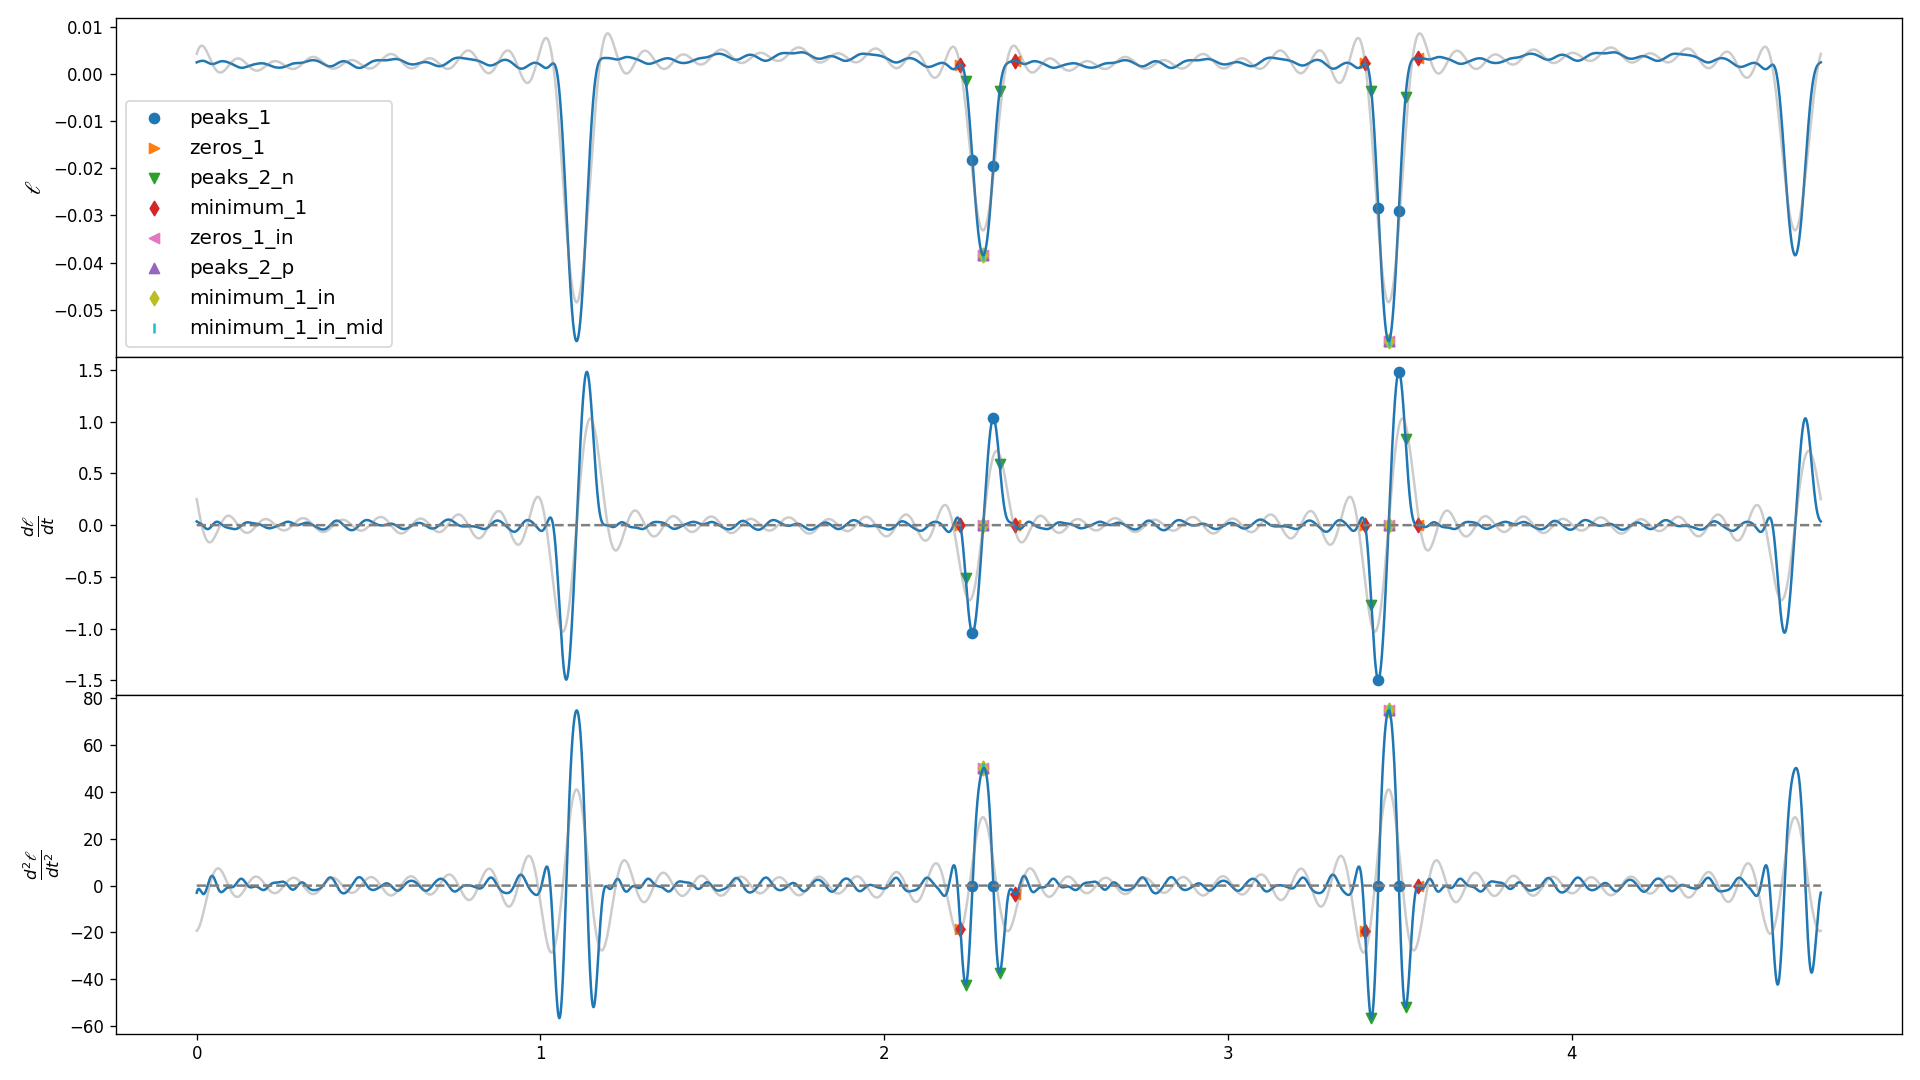 0.01
0.00
−0.01
−0.02
−0.03
−0.04
−0.05
ℓ
peaks_1
zeros_1
peaks_2_n
minimum_1
zeros_1_in
peaks_2_p
minimum_1_in
minimum_1_in_mid
1.5
1.0
0.5
0.0
−0.5
−1.0
−1.5
dℓ
dt
80
60
40
20
0
−20
−40
−60
d²ℓ
dt²
0 1 2 3 4